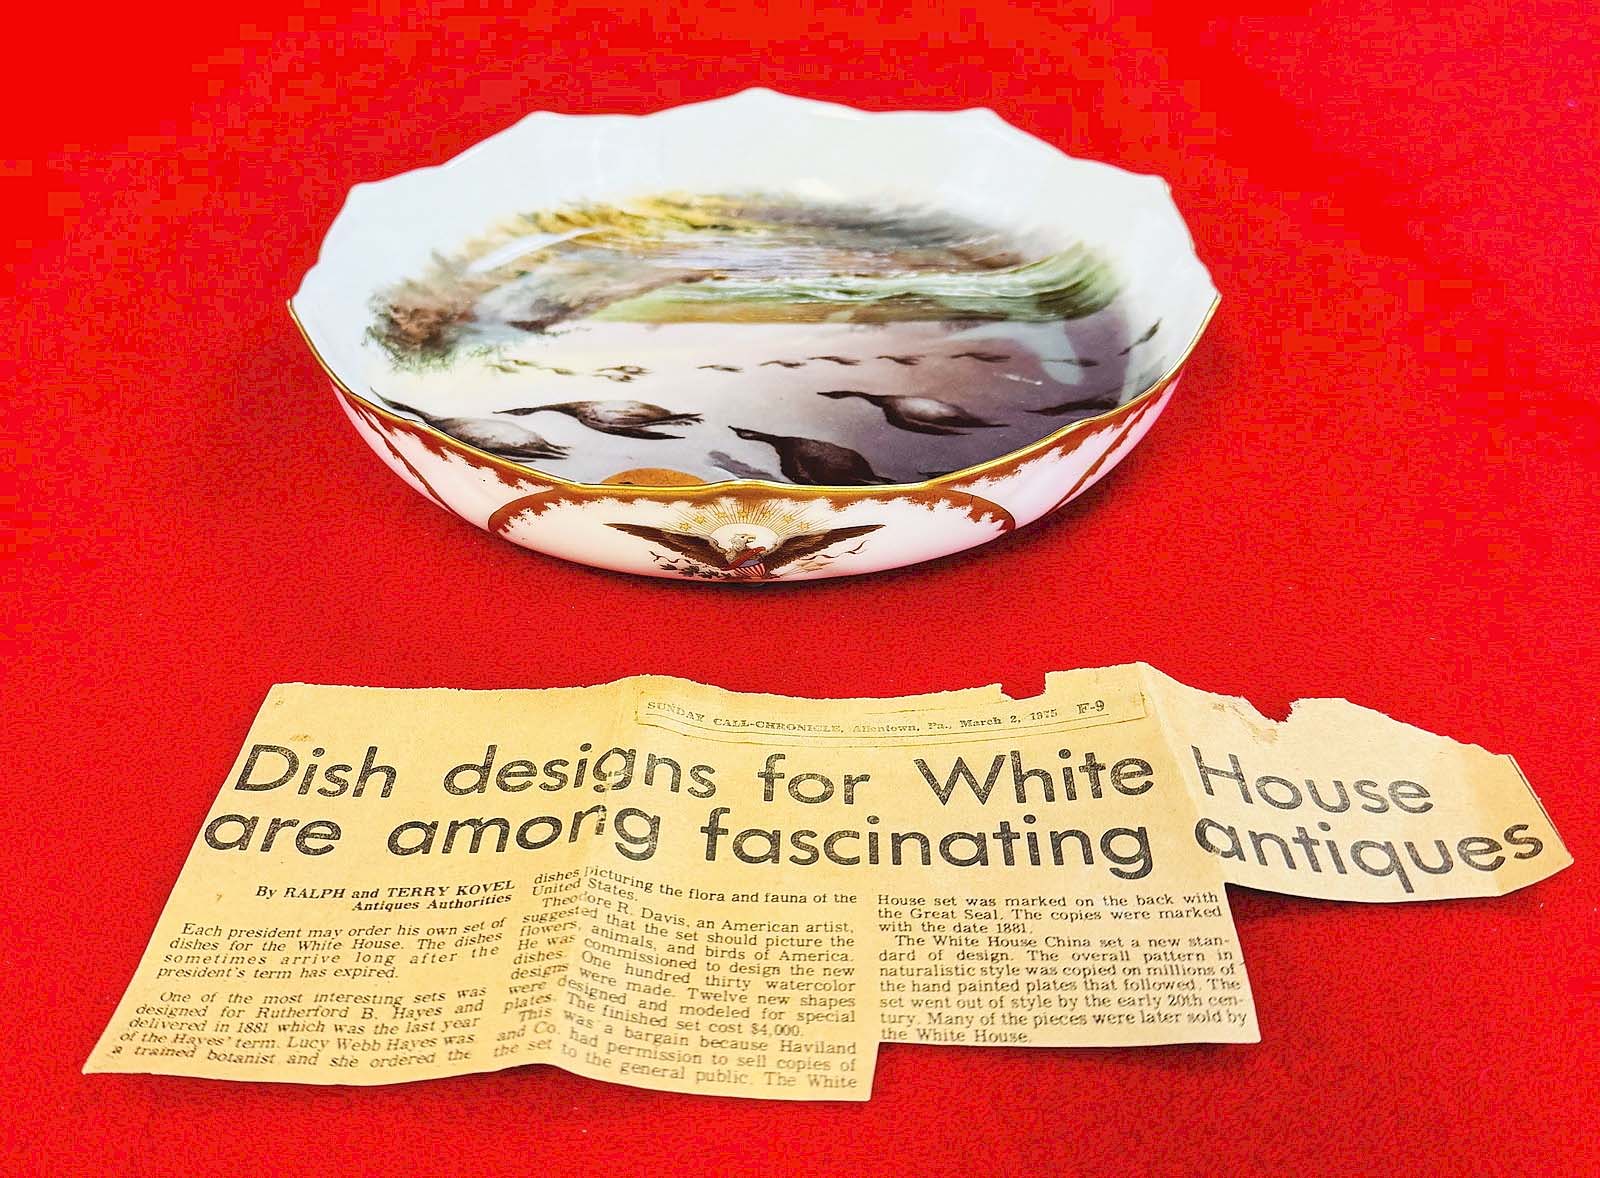 SUNDAY CALL-CHRONICLE, Allentown, Pa., March 2, 1975 F-9
Dish designs for White House
are among fascinating antiques
By RALPH and TERRY KOVEL
Antiques Authorities
Each president may order his own set of
dishes for the White House. The dishes
sometimes arrive long after the
president's term has expired.
One of the most interesting sets was
designed for Rutherford B. Hayes and
delivered in 1881 which was the last year
of the Hayes' term. Lucy Webb Hayes was
a trained botanist and she ordered the
dishes picturing the flora and fauna of the
United States.
Theodore R. Davis, an American artist,
suggested that the set should picture the
flowers, animals, and birds of America.
He was commissioned to design the new
dishes. One hundred thirty watercolor
designs were made. Twelve new shapes
were designed and modeled for special
plates. The finished set cost $4,000.
This was a bargain because Haviland
and Co. had permission to sell copies of
the set to the general public. The White
House set was marked on the back with
the Great Seal. The copies were marked
with the date 1881.
The White House China set a new stan-
dard of design. The overall pattern in
naturalistic style was copied on millions of
the hand painted plates that followed. The
set went out of style by the early 20th cen-
tury. Many of the pieces were later sold by
the White House.